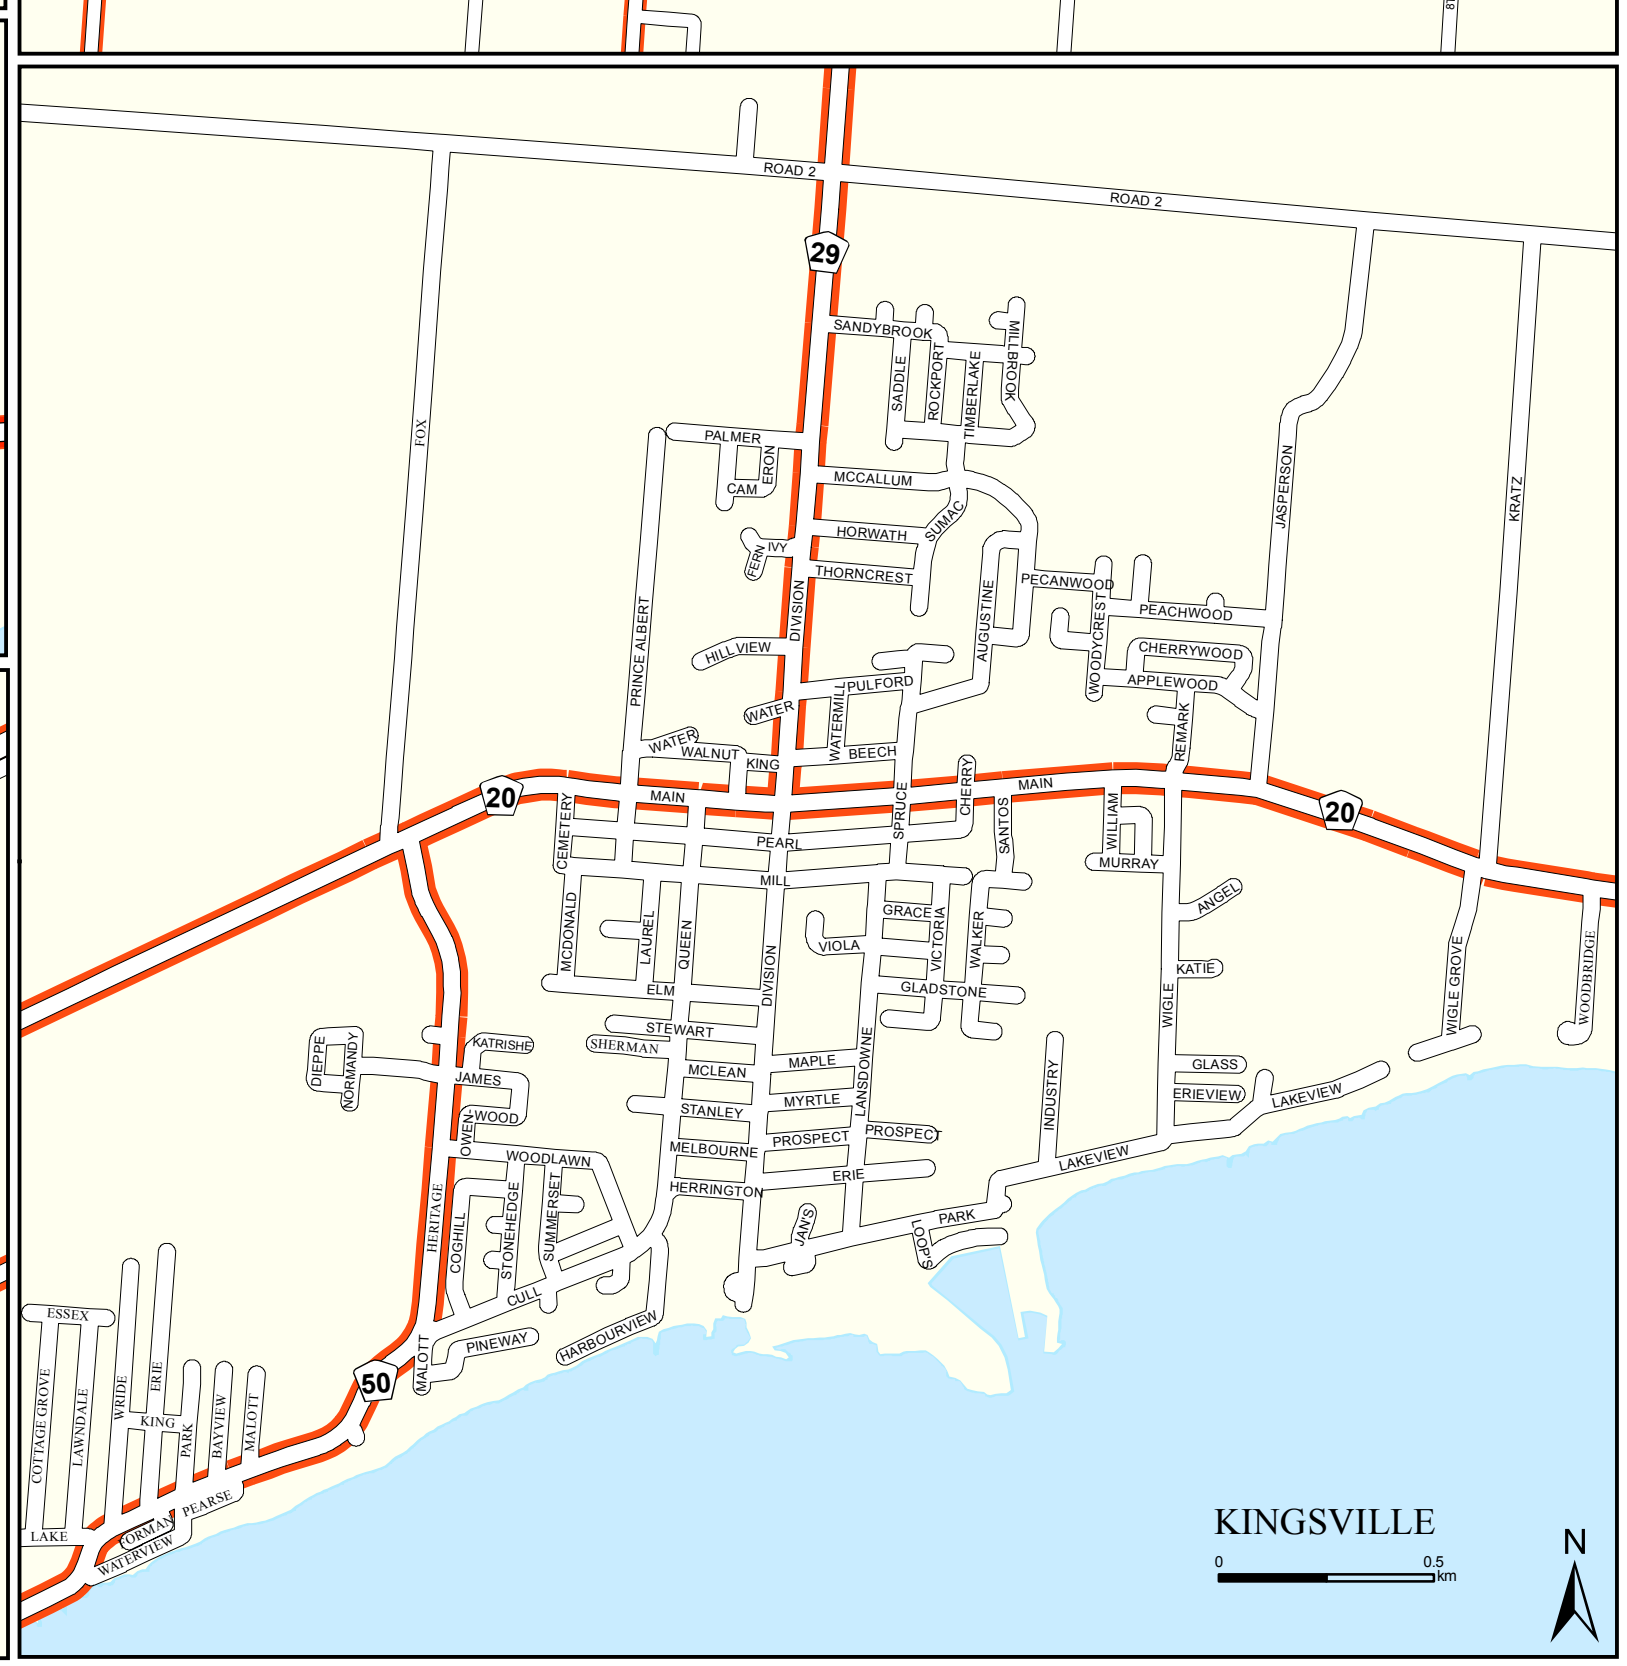 ROAD 2
ROAD 2
29
SANDYBROOK
MILLBROOK
SADDLE
ROCKPORT
TIMBERLAKE
FOX
PALMER
ERON
CAM
MCCALLUM
JASPERSON
KRATZ
SUMAC
HORWATH
IVY
FERN
THORNCREST
DIVISION
PECANWOOD
PEACHWOOD
WOODYCREST
AUGUSTINE
PRINCE ALBERT
HILLVIEW
CHERRYWOOD
APPLEWOOD
PULFORD
WATER
WATERMILL
REMARK
WATER
WALNUT
KING
BEECH
20
MAIN
CHERRY
MAIN
20
SPRUCE
SANTOS
WILLIAM
CEMETERY
PEARL
MURRAY
MILL
ANGEL
GRACE
VICTORIA
WALKER
MCDONALD
LAUREL
QUEEN
DIVISION
VIOLA
KATIE
WIGLE
WIGLE GROVE
WOODBRIDGE
ELM
GLADSTONE
STEWART
SHERMAN
MAPLE
LANSDOWNE
DIEPPE
NORMANDY
KATRISHE
JAMES
MCLEAN
INDUSTRY
GLASS
ERIEVIEW
LAKEVIEW
OWEN
WOOD
STANLEY
MYRTLE
PROSPECT
PROSPECT
MELBOURNE
WOODLAWN
ERIE
HERRINGTON
LAKEVIEW
HERITAGE
COGHILL
STONEHEDGE
SUMMERSET
JAN'S
PARK
LOOP'S
CULL
HARBOURVIEW
PINEWAY
MALOTT
ESSEX
50
COTTAGE GROVE
LAWNDALE
WRIDE
ERIE
KING
PARK
BAYVIEW
MALOTT
PEARSE
LAKE
FORMAN
WATERVIEW
KINGSVILLE
0 0.5
km
N